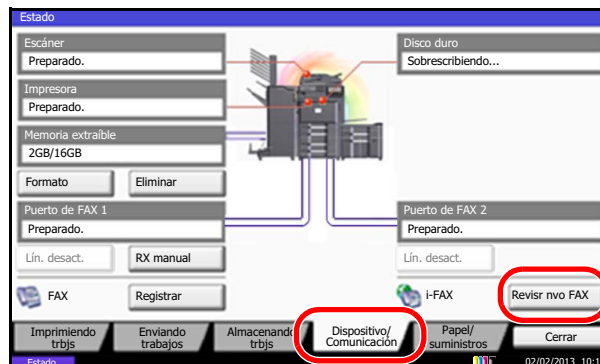 Estado
Escáner
Preparado.
Impresora
Preparado.
Memoria extraíble
2GB/16GB
Formato
Eliminar
Puerto de FAX 1
Preparado.
Lín. desact.
RX manual
FAX
Registrar
Disco duro
Sobrescribiendo...
Puerto de FAX 2
Preparado.
Lín. desact.
i-FAX
Revisr nvo FAX
Imprimiendo
trbjs
Enviando
trabajos
Almacenando
trbjs
Dispositivo/
Comunicación
Papel/
suministros
Cerrar
Estado
02/02/2013 10:1